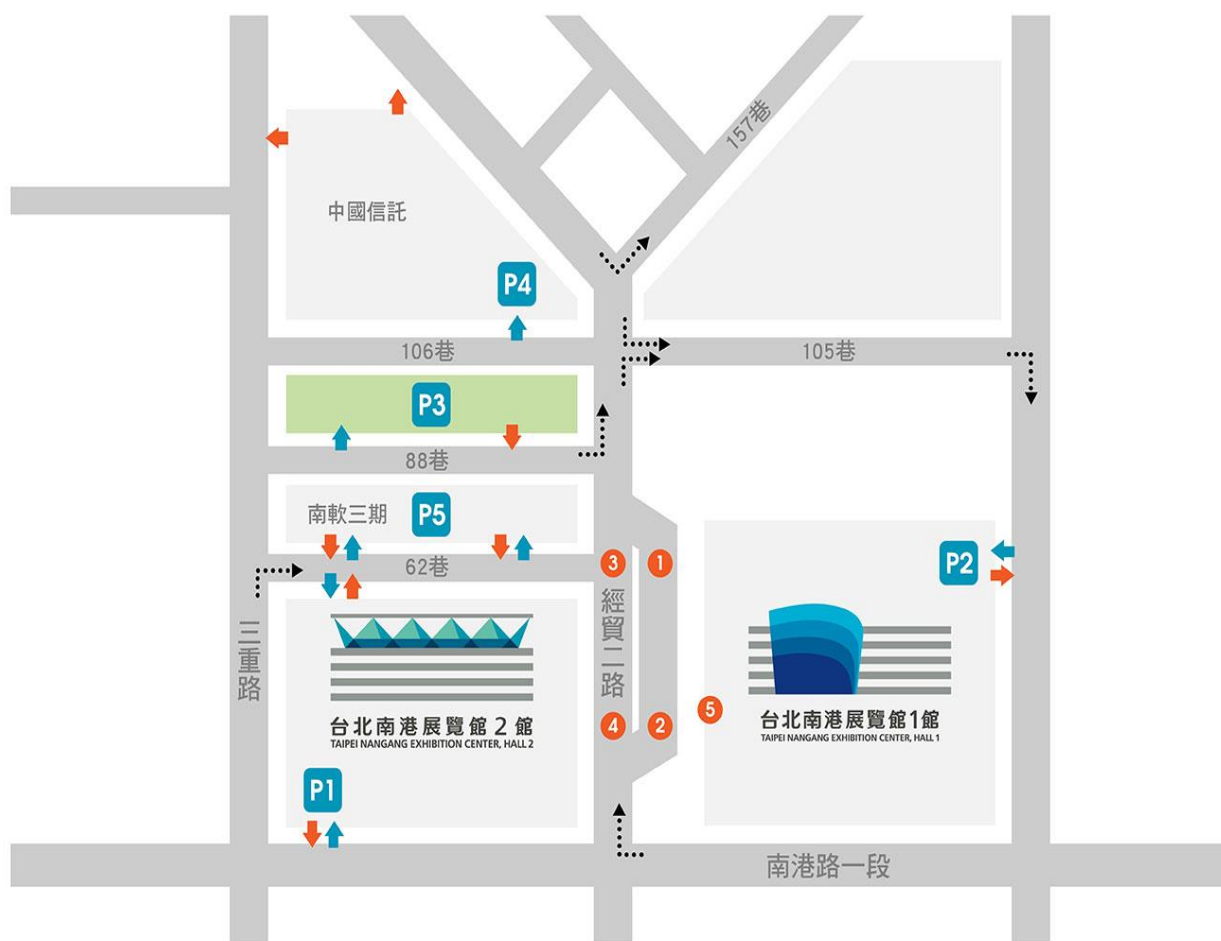 157巷
中國信託
P4
106巷
105巷
P3
88巷
南軟三期
P5
62巷
3
1
P2
三重路
經貿二路
台北南港展覽館2館
TAIPEI NANGANG EXHIBITION CENTER, HALL 2
4
2
5
台北南港展覽館1館
TAIPEI NANGANG EXHIBITION CENTER, HALL 1
P1
南港路一段